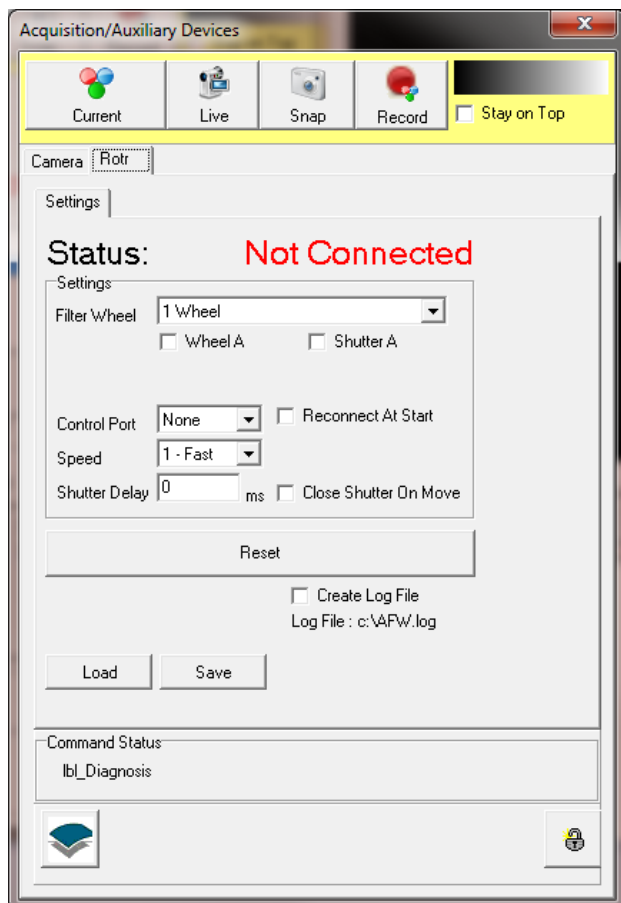 Acquisition/Auxiliary Devices
Current Live Snap Record Stay on Top
Camera Rotr
Settings
Status: Not Connected
Settings
Filter Wheel 1 Wheel
Wheel A Shutter A
Control Port None Reconnect At Start
Speed 1 - Fast
Shutter Delay 0 ms Close Shutter On Move
Reset
Create Log File
Log File : c:\AFW.log
Load Save
Command Status
lbl_Diagnosis